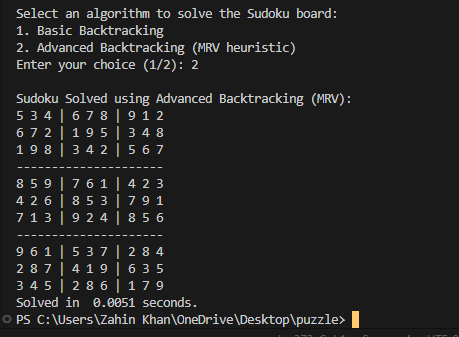 Select an algorithm to solve the Sudoku board:
1. Basic Backtracking
2. Advanced Backtracking (MRV heuristic)
Enter your choice (1/2): 2
Sudoku Solved using Advanced Backtracking (MRV):
5 3 4 | 6 7 8 | 9 1 2
6 7 2 | 1 9 5 | 3 4 8
1 9 8 | 3 4 2 | 5 6 7
---------------------
8 5 9 | 7 6 1 | 4 2 3
4 2 6 | 8 5 3 | 7 9 1
7 1 3 | 9 2 4 | 8 5 6
---------------------
9 6 1 | 5 3 7 | 2 8 4
2 8 7 | 4 1 9 | 6 3 5
3 4 5 | 2 8 6 | 1 7 9
Solved in  0.0051 seconds.
PS C:\Users\Zahin Khan\OneDrive\Desktop\puzzle>